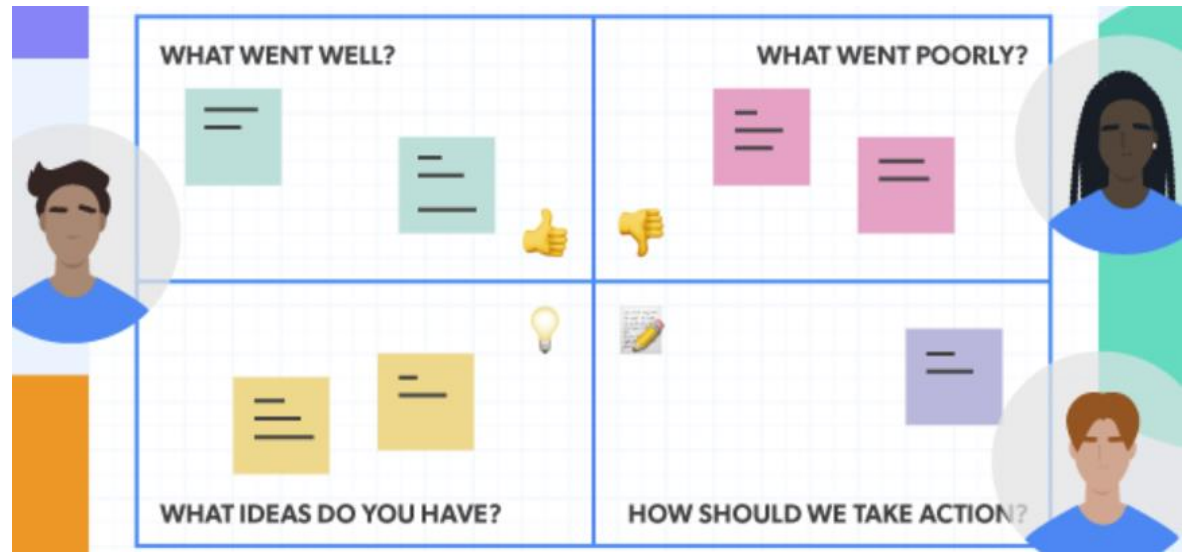 WHAT WENT WELL?
WHAT WENT POORLY?
WHAT IDEAS DO YOU HAVE?
HOW SHOULD WE TAKE ACTION?